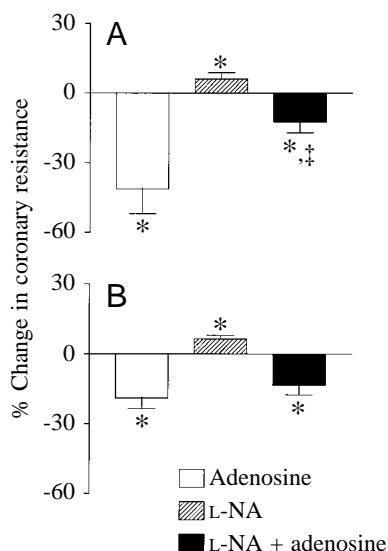 30
A
*
0
-30
*,‡
*
-60
% Change in coronary resistance
30
B
*
0
-30
*
*
-60
Adenosine
L-NA
L-NA + adenosine